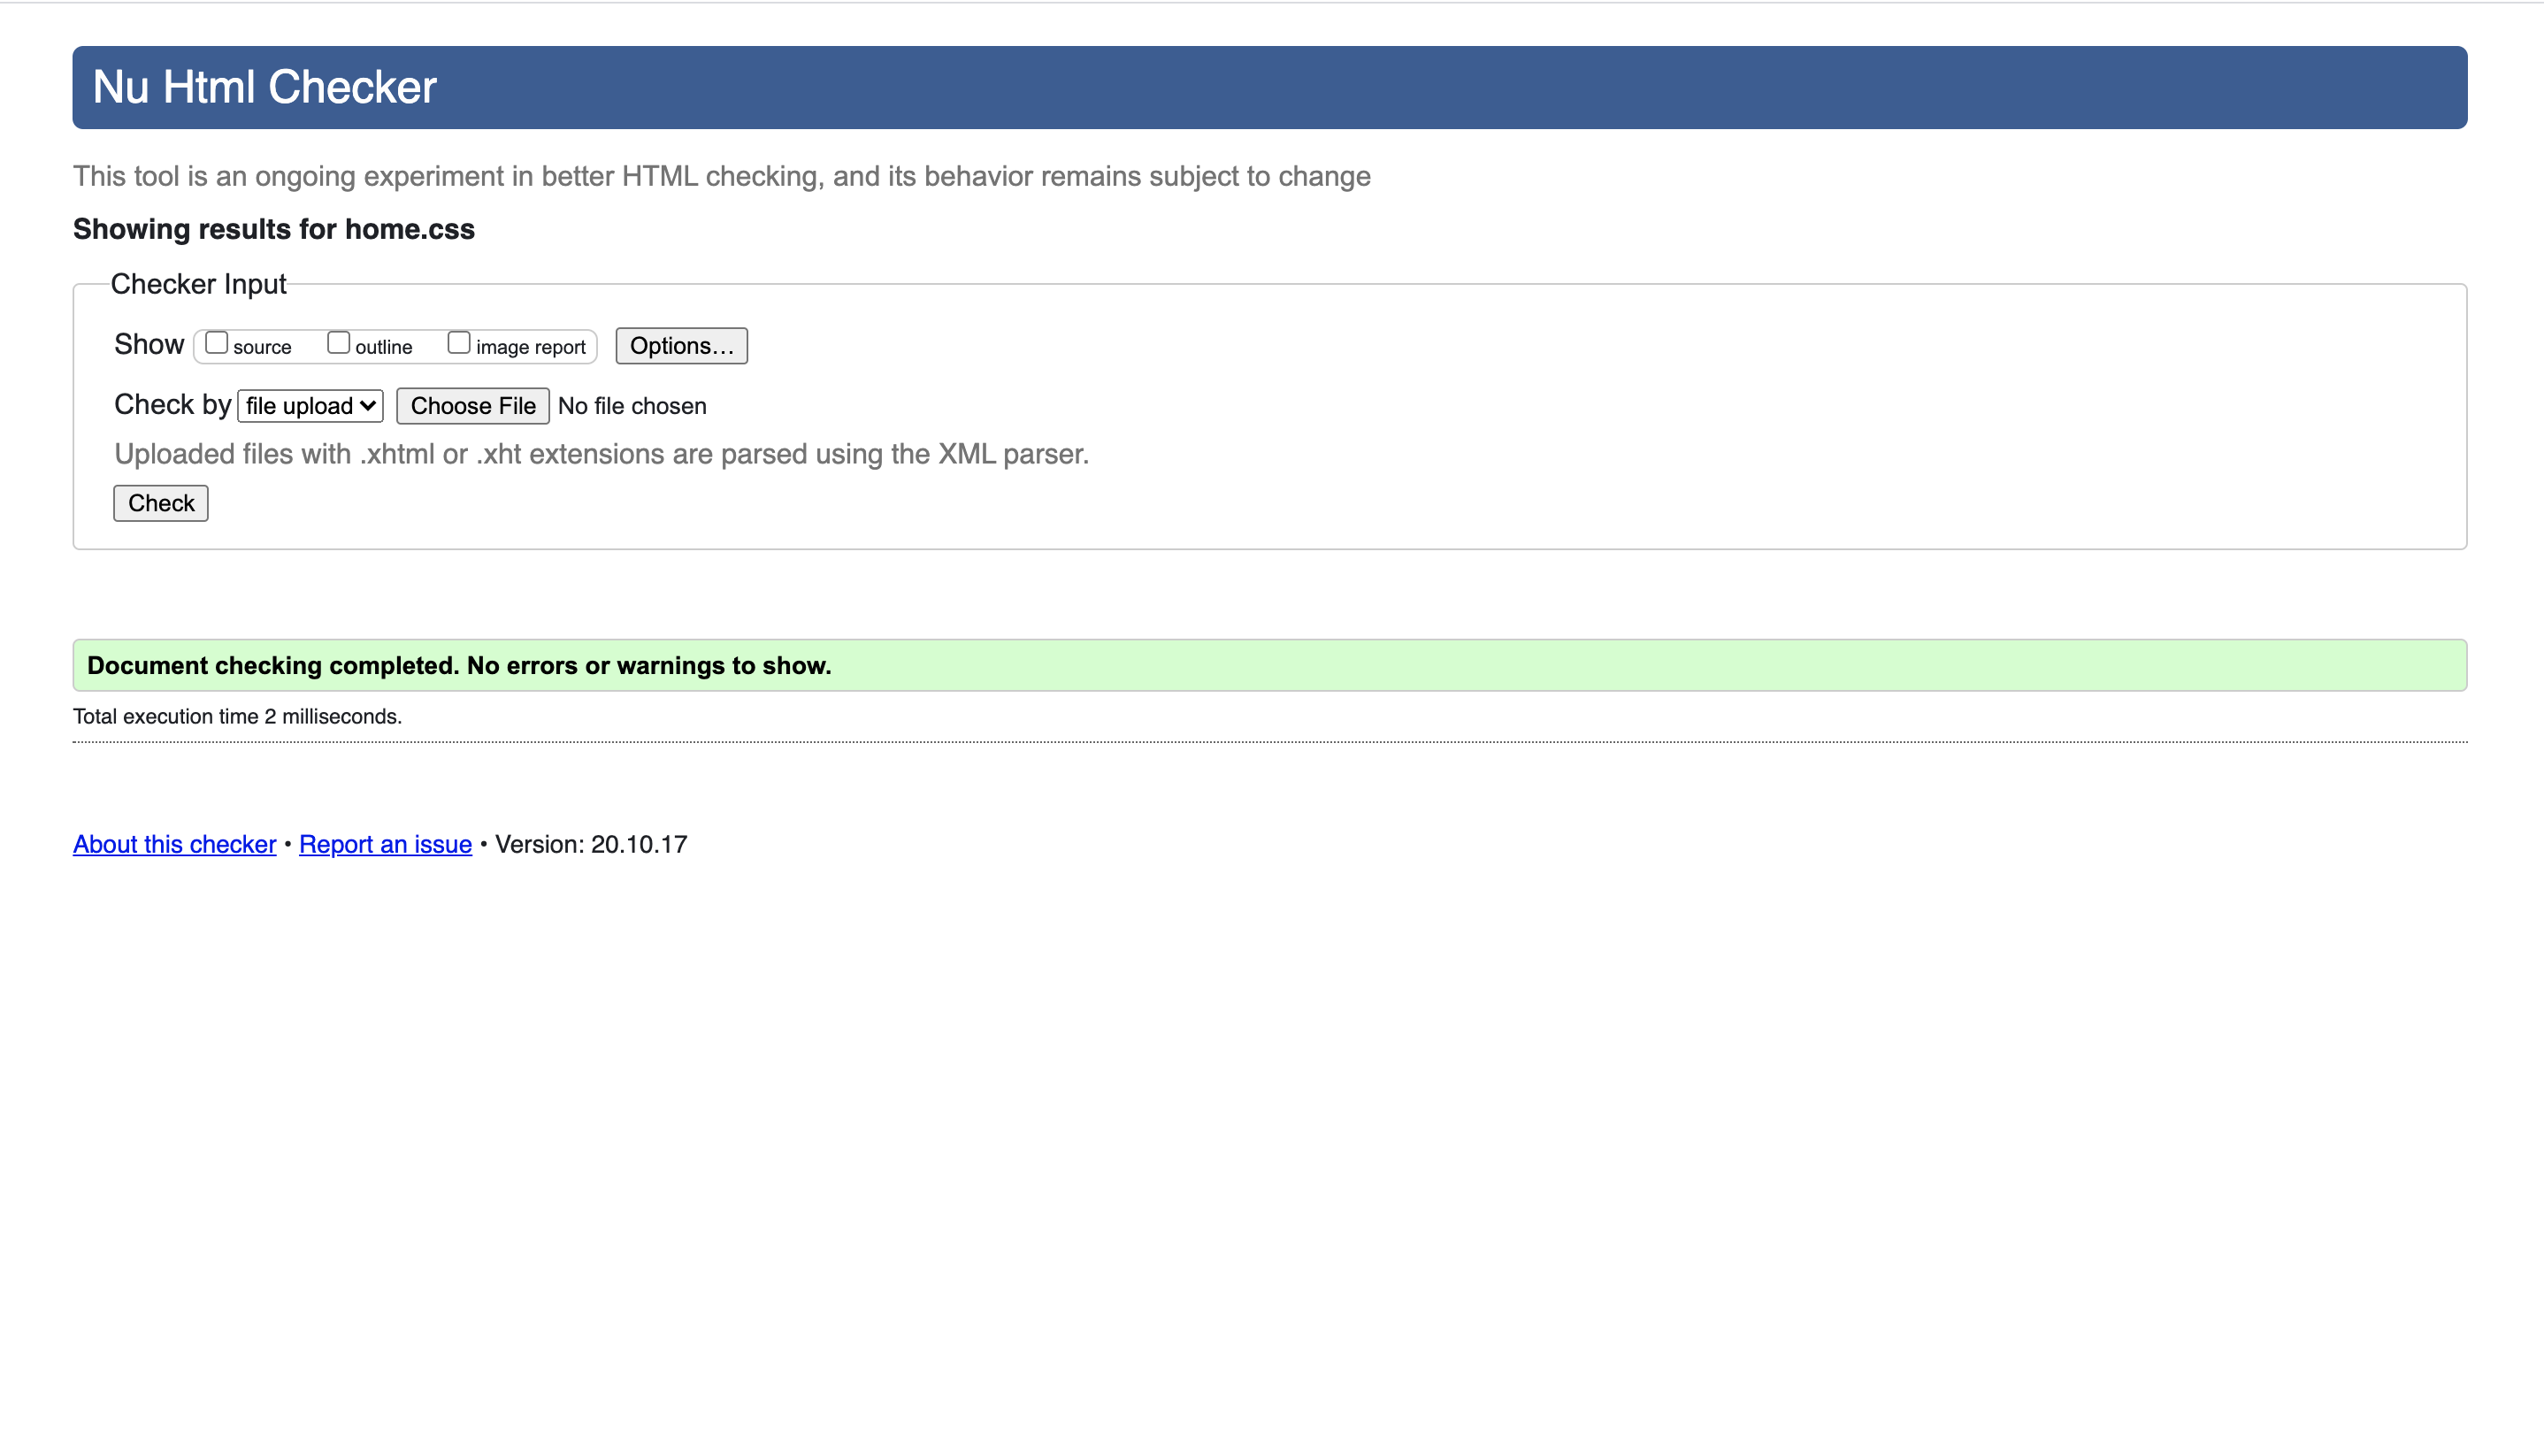 Nu Html Checker
This tool is an ongoing experiment in better HTML checking, and its behavior remains subject to change
Showing results for home.css
Checker Input
Show source outline image report Options...
Check by file upload Choose File No file chosen
Uploaded files with .xhtml or .xht extensions are parsed using the XML parser.
Check
Document checking completed. No errors or warnings to show.
Total execution time 2 milliseconds.
About this checker • Report an issue • Version: 20.10.17